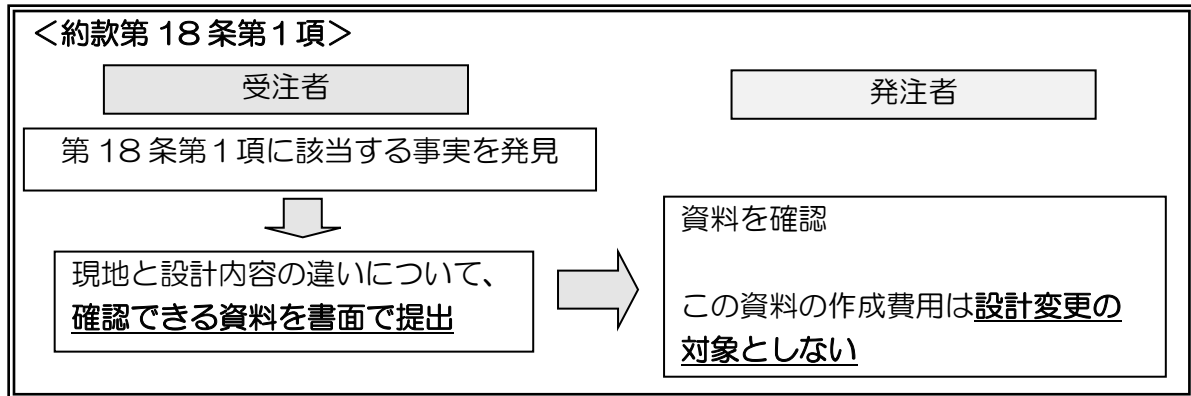 <約款第18条第1項>
受注者
発注者
第18条第1項に該当する事実を発見
現地と設計内容の違いについて、
確認できる資料を書面で提出
資料を確認
この資料の作成費用は設計変更の
対象としない